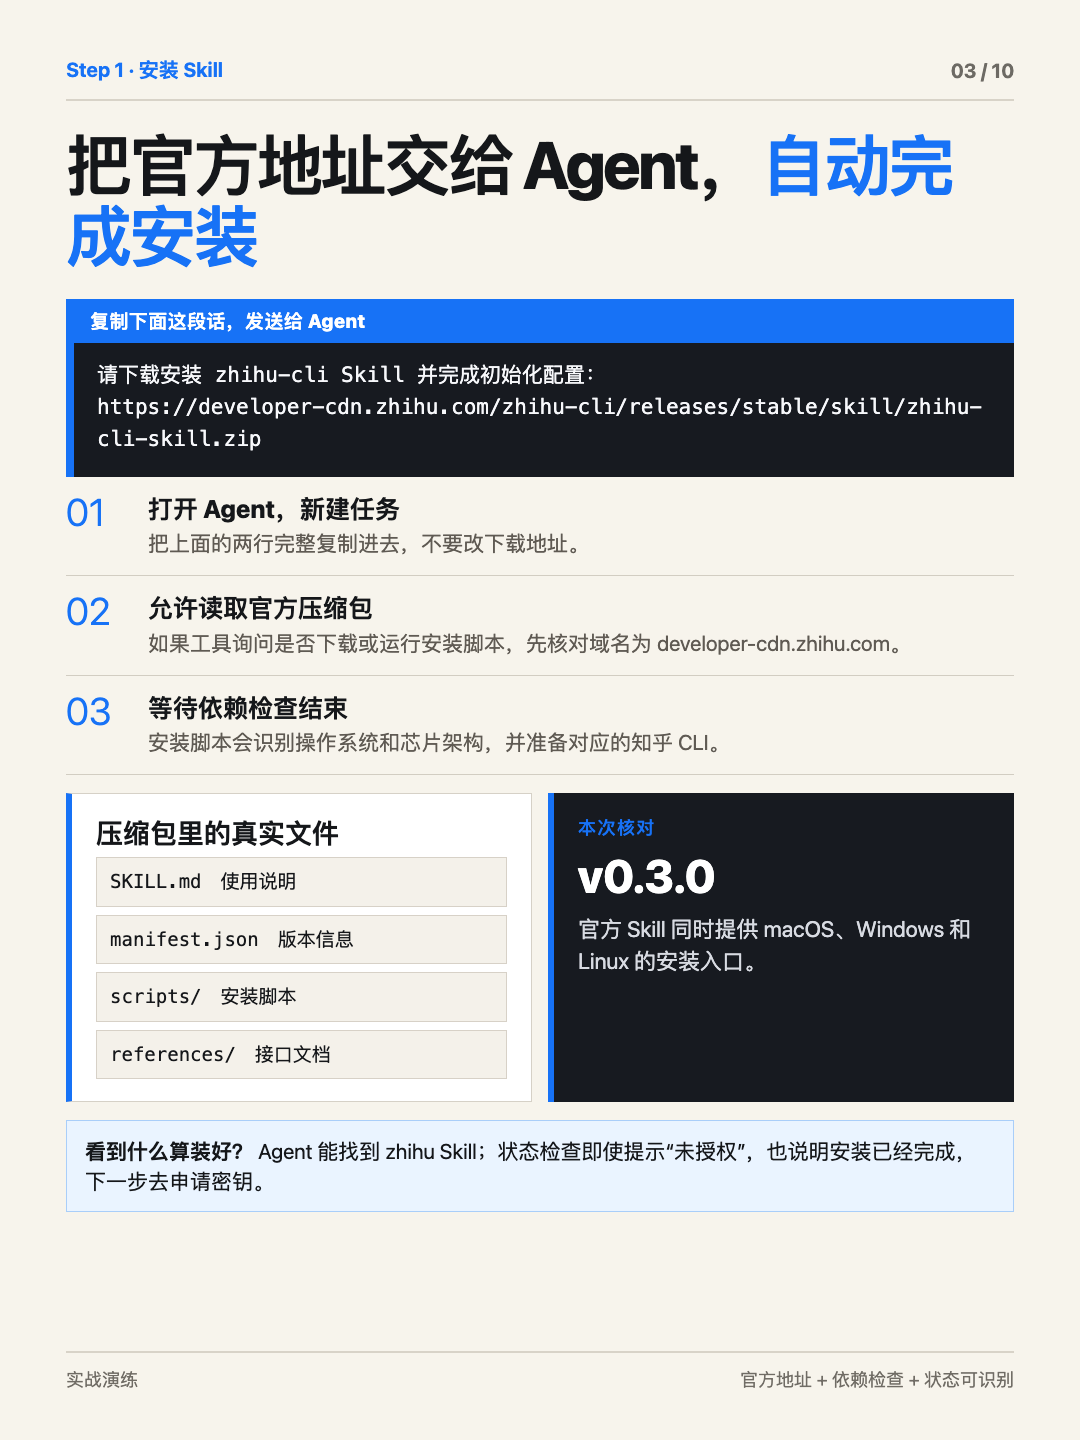 Step 1 · 安装 Skill
03 / 10
把官方地址交给 Agent，自动完
成安装
复制下面这段话，发送给 Agent
请下载安装 zhihu-cli Skill 并完成初始化配置：
https://developer-cdn.zhihu.com/zhihu-cli/releases/stable/skill/zhihu-
cli-skill.zip
01
打开 Agent，新建任务
把上面的两行完整复制进去，不要改下载地址。
02
允许读取官方压缩包
如果工具询问是否下载或运行安装脚本，先核对域名为 developer-cdn.zhihu.com。
03
等待依赖检查结束
安装脚本会识别操作系统和芯片架构，并准备对应的知乎 CLI。
压缩包里的真实文件
SKILL.md 使用说明
manifest.json 版本信息
scripts/ 安装脚本
references/ 接口文档
本次核对
v0.3.0
官方 Skill 同时提供 macOS、Windows 和
Linux 的安装入口。
看到什么算装好？ Agent 能找到 zhihu Skill；状态检查即使提示“未授权”，也说明安装已经完成，
下一步去申请密钥。
实战演练
官方地址 + 依赖检查 + 状态可识别